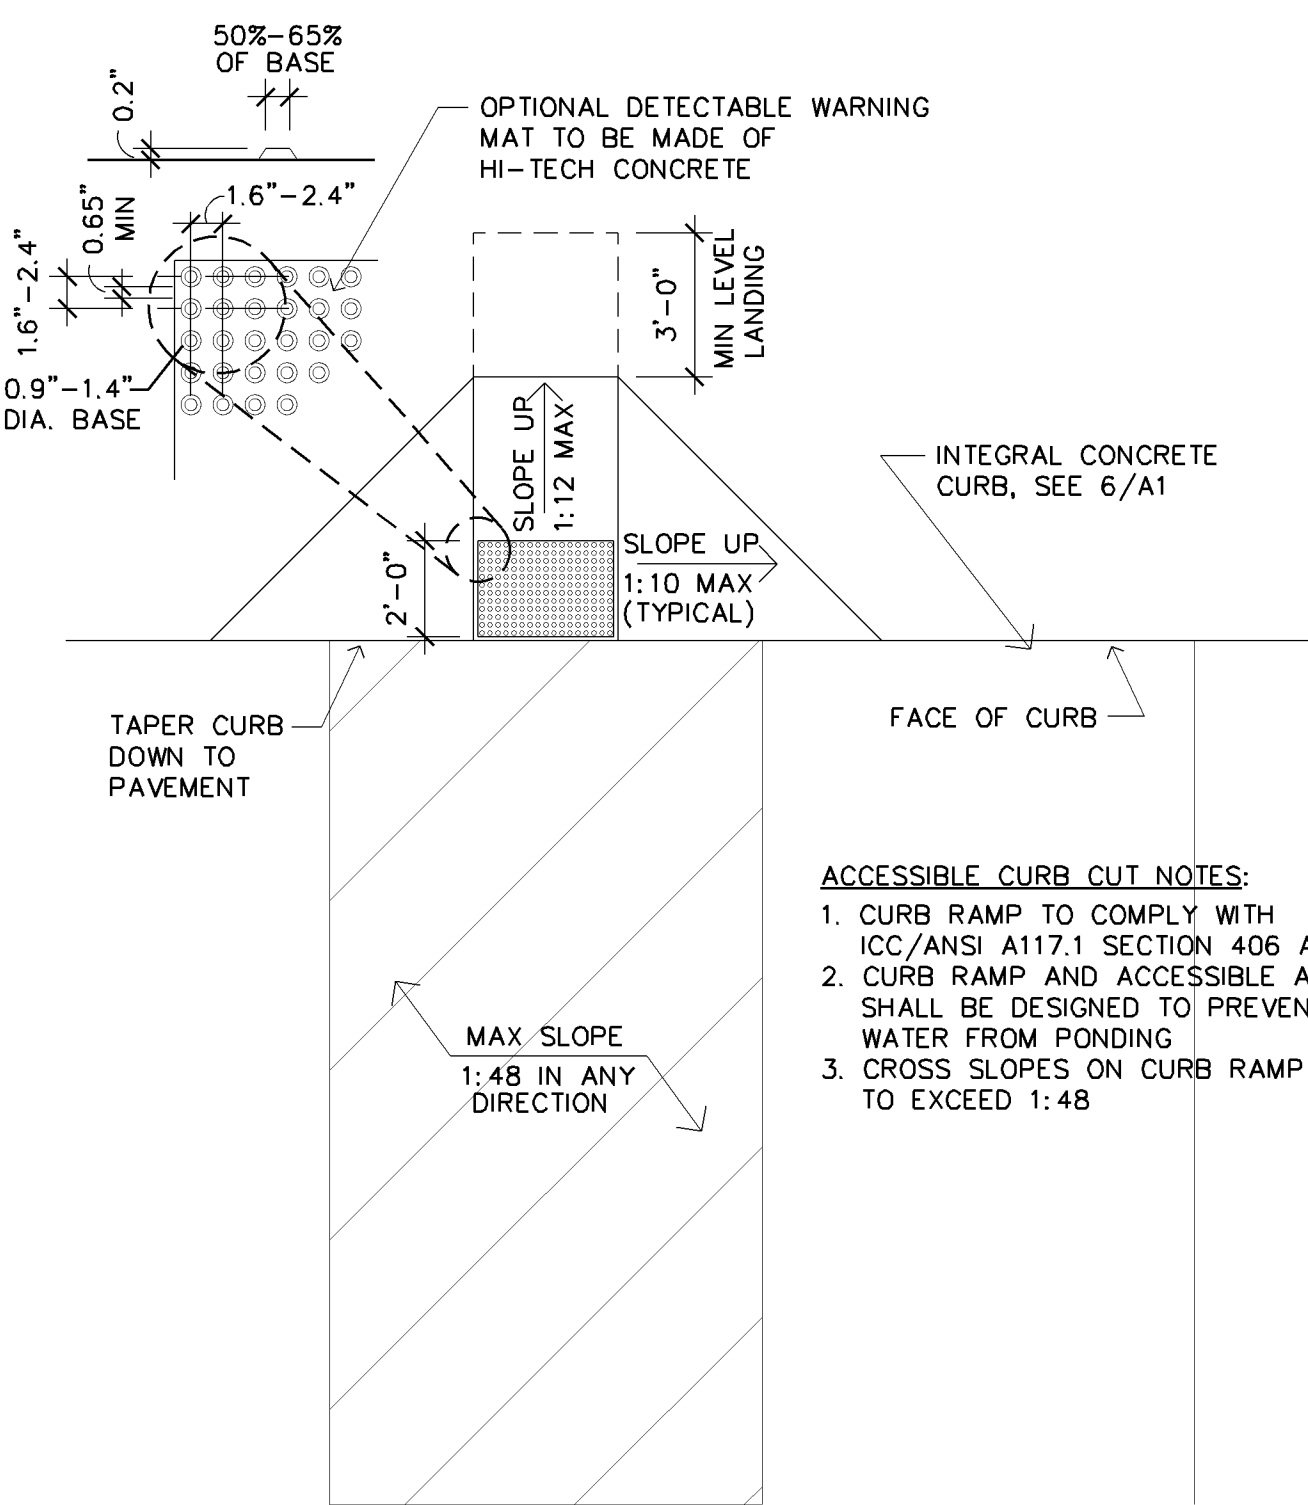 50%-65%
OF BASE
0.2"
OPTIONAL DETECTABLE WARNING
MAT TO BE MADE OF
HI-TECH CONCRETE
1.6"-2.4"
0.65"
MIN
1.6"-2.4"
0.9"-1.4"
DIA. BASE
3'-0"
MIN LEVEL
LANDING
SLOPE UP
1:12 MAX
INTEGRAL CONCRETE
CURB, SEE 6/A1
SLOPE UP
1:10 MAX
(TYPICAL)
2'-0"
TAPER CURB
DOWN TO
PAVEMENT
FACE OF CURB
ACCESSIBLE CURB CUT NOTES:
1. CURB RAMP TO COMPLY WITH
ICC/ANSI A117.1 SECTION 406
2. CURB RAMP AND ACCESSIBLE
SHALL BE DESIGNED TO
WATER FROM PONDING
3. CROSS SLOPES ON CURB RAMP
TO EXCEED 1:48
MAX SLOPE
1:48 IN ANY
DIRECTION